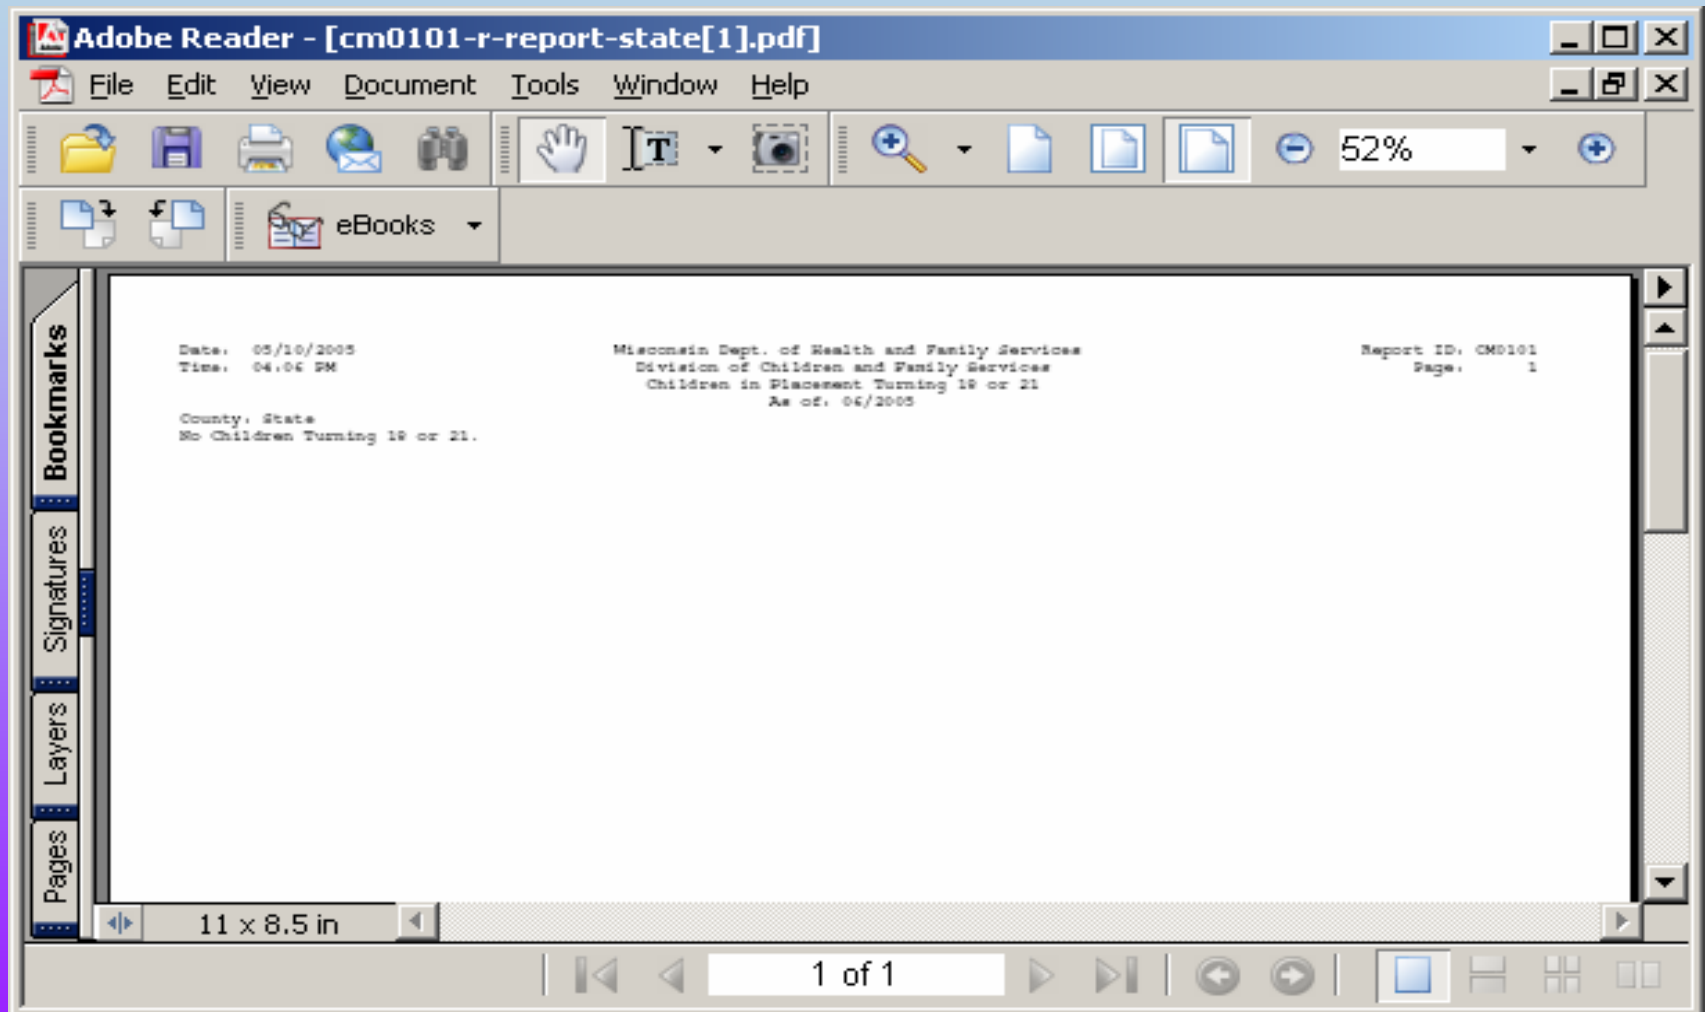 Adobe Reader - [cm0101-r-report-state[1].pdf]
File Edit View Document Tools Window Help
T 52%
eBooks
Bookmarks
Signatures
Layers
Pages
Date: 05/10/2005 Wisconsin Dept. of Health and Family Services Report ID: CM0101
Time: 04:06 PM Division of Children and Family Services Page: 1
Children in Placement Turning 18 or 21
As of: 06/2005
County: State
No Children Turning 18 or 21.
11 x 8.5 in
1 of 1